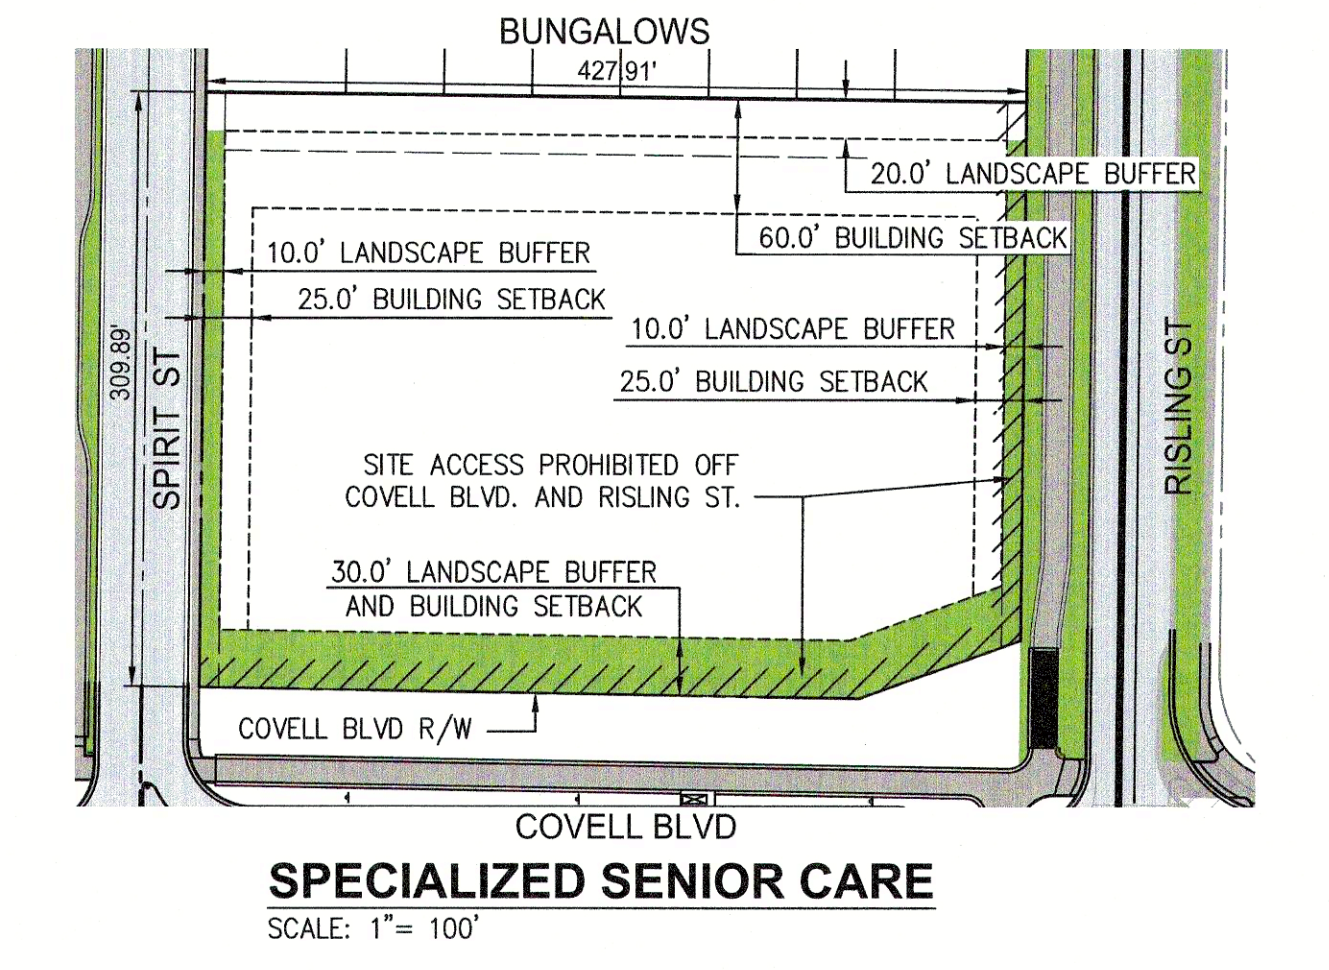 BUNGALOWS
427.91'
20.0' LANDSCAPE BUFFER
60.0' BUILDING SETBACK
10.0' LANDSCAPE BUFFER
25.0' BUILDING SETBACK
10.0' LANDSCAPE BUFFER
25.0' BUILDING SETBACK
309.89'
SPIRIT ST
RISLING ST
SITE ACCESS PROHIBITED OFF
COVELL BLVD. AND RISLING ST.
30.0' LANDSCAPE BUFFER
AND BUILDING SETBACK
COVELL BLVD R/W
COVELL BLVD
SPECIALIZED SENIOR CARE
SCALE: 1"= 100'